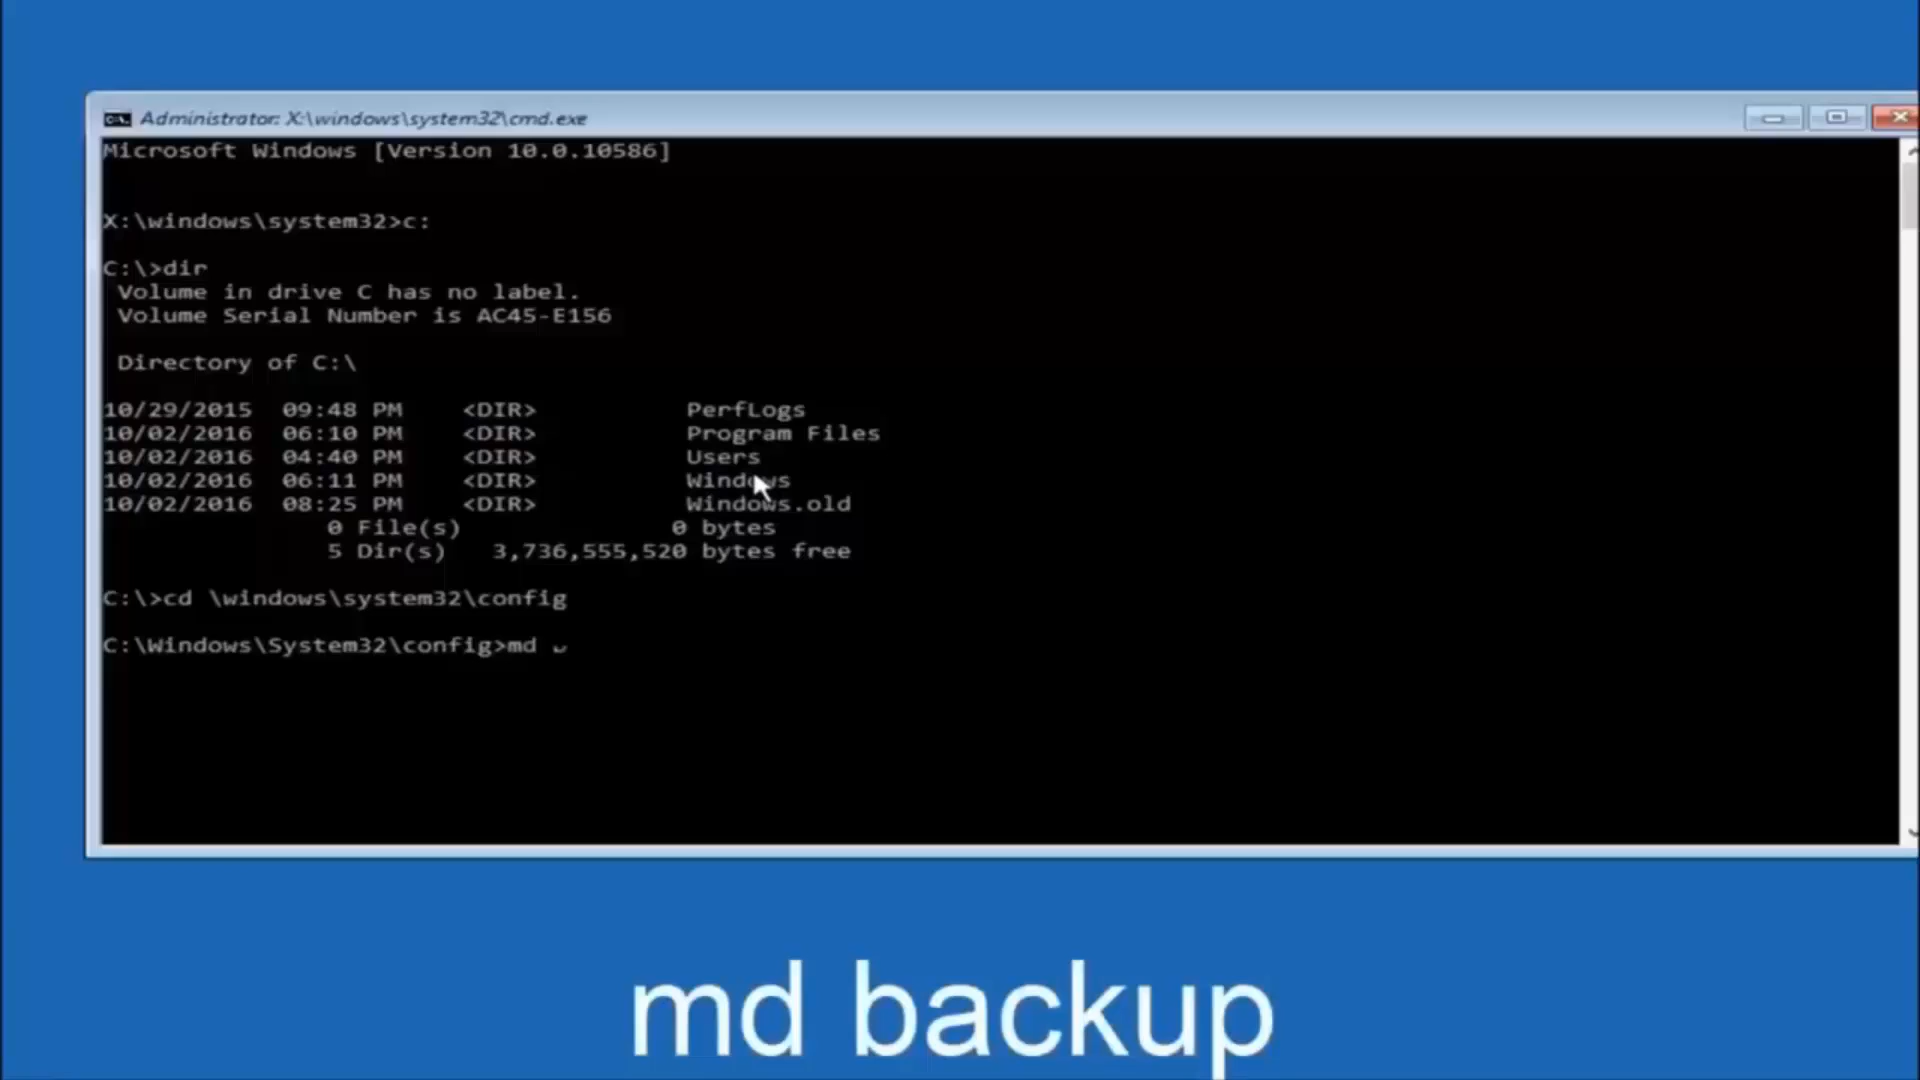 Administrator: X:\windows\system32\cmd.exe
Microsoft Windows [Version 10.0.10586]
X:\windows\system32>c:
C:\>dir
Volume in drive C has no label.
Volume Serial Number is AC45-E156
Directory of C:\
10/29/2015 09:48 PM <DIR> PerfLogs
10/02/2016 06:10 PM <DIR> Program Files
10/02/2016 04:40 PM <DIR> Users
10/02/2016 06:11 PM <DIR> Windows
10/02/2016 08:25 PM <DIR> Windows.old
0 File(s) 0 bytes
5 Dir(s) 3,736,555,520 bytes free
C:\>cd \windows\system32\config
C:\Windows\System32\config>md
md backup